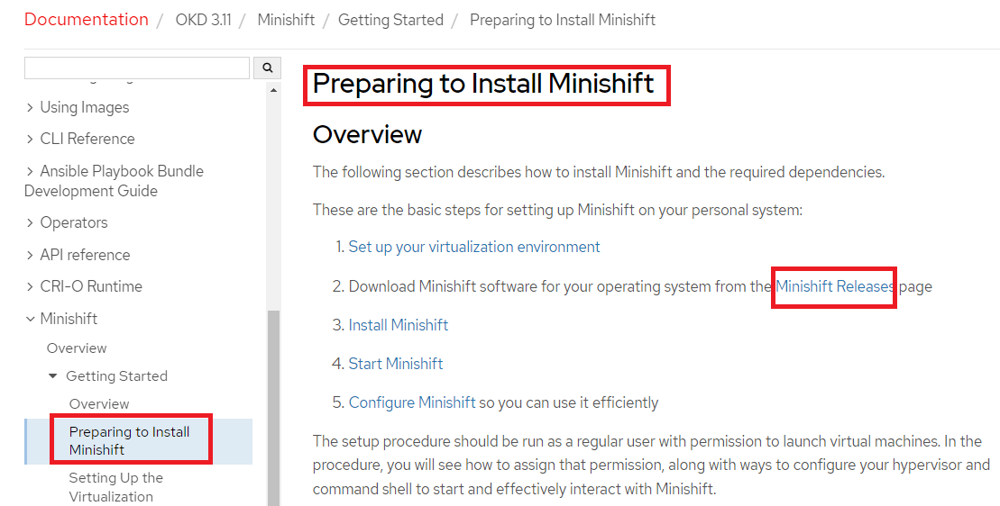 Documentation / OKD 3.11 / Minishift / Getting Started / Preparing to Install Minishift
> Using Images
> CLI Reference
> Ansible Playbook Bundle
Development Guide
> Operators
> API reference
> CRI-O Runtime
Minishift
Overview
Getting Started
Overview
Preparing to Install
Minishift
Setting Up the
Virtualization
Preparing to Install Minishift
Overview
The following section describes how to install Minishift and the required dependencies.
These are the basic steps for setting up Minishift on your personal system:
1. Set up your virtualization environment
2. Download Minishift software for your operating system from the Minishift Releases page
3. Install Minishift
4. Start Minishift
5. Configure Minishift so you can use it efficiently
The setup procedure should be run as a regular user with permission to launch virtual machines. In the
procedure, you will see how to assign that permission, along with ways to configure your hypervisor and
command shell to start and effectively interact with Minishift.